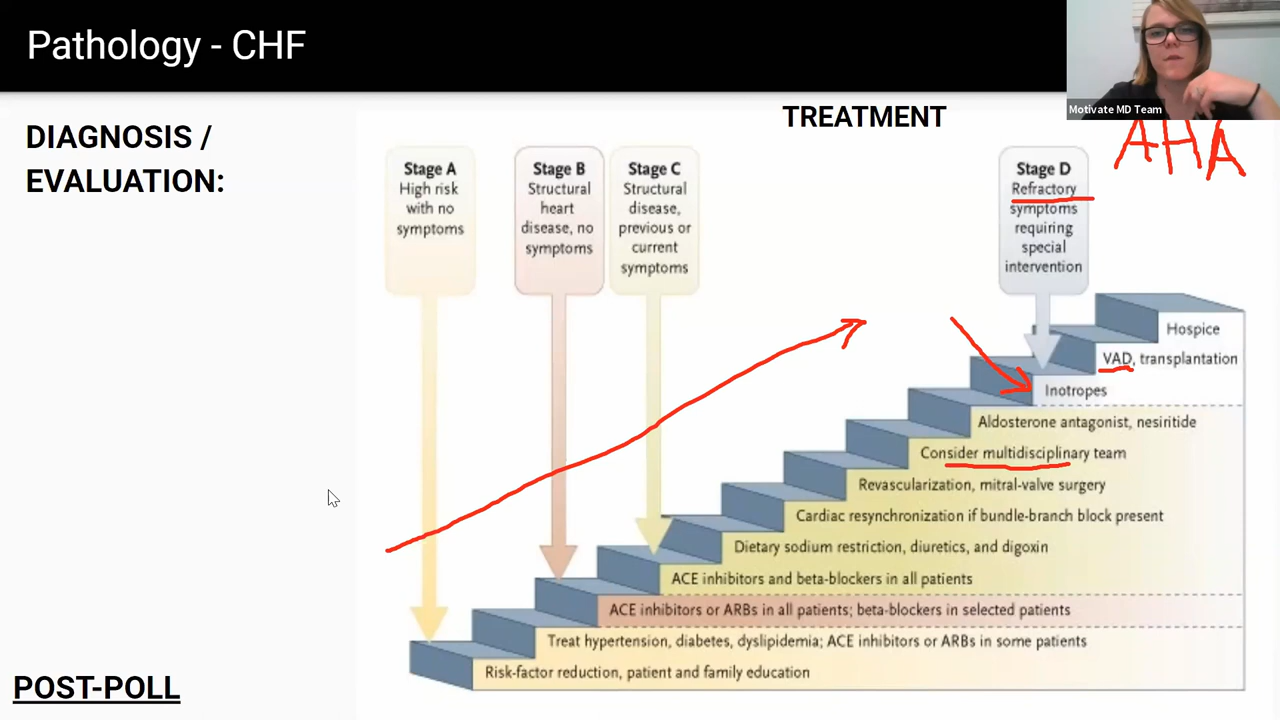 Pathology - CHF
Motivate MD Team
AHA
DIAGNOSIS /
EVALUATION:
TREATMENT
Stage A
High risk
with no
symptoms
Stage B
Structural
heart
disease, no
symptoms
Stage C
Structural
disease,
previous or
current
symptoms
Stage D
Refractory
symptoms
requiring
special
intervention
Hospice
VAD, transplantation
Inotropes
Aldosterone antagonist, nesiritide
Consider multidisciplinary team
Revascularization, mitral-valve surgery
Cardiac resynchronization if bundle-branch block present
Dietary sodium restriction, diuretics, and digoxin
ACE inhibitors and beta-blockers in all patients
ACE inhibitors or ARBs in all patients; beta-blockers in selected patients
Treat hypertension, diabetes, dyslipidemia; ACE inhibitors or ARBs in some patients
Risk-factor reduction, patient and family education
POST-POLL